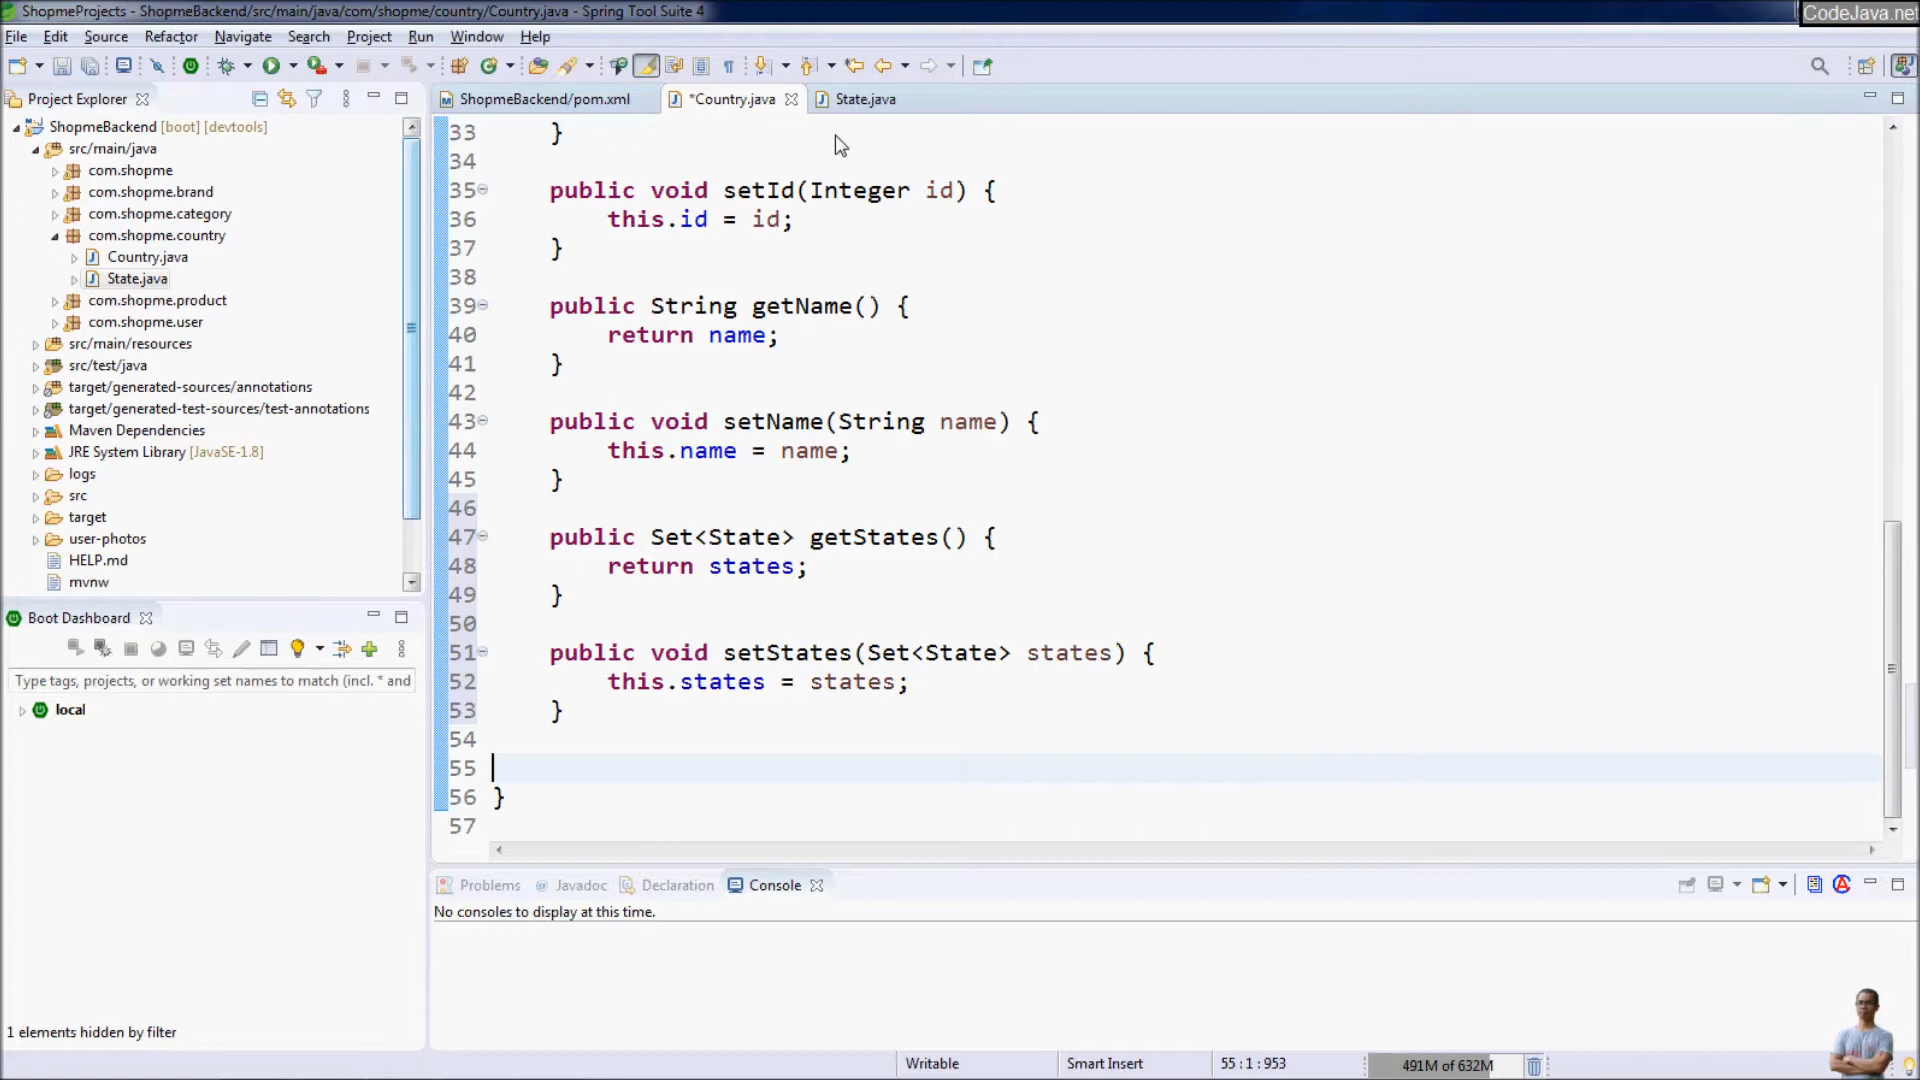 ShopmeProjects - ShopmeBackend/src/main/java/com/shopme/country/Country.java - Spring Tool Suite 4
CodeJava.net
File Edit Source Refactor Navigate Search Project Run Window Help
Project Explorer
ShopmeBackend/pom.xml
*Country.java
State.java
ShopmeBackend [boot] [devtools]
src/main/java
com.shopme
com.shopme.brand
com.shopme.category
com.shopme.country
Country.java
State.java
com.shopme.product
com.shopme.user
src/main/resources
src/test/java
target/generated-sources/annotations
target/generated-test-sources/test-annotations
Maven Dependencies
JRE System Library [JavaSE-1.8]
logs
src
target
user-photos
HELP.md
mvnw
33 }
34
35 public void setId(Integer id) {
36 this.id = id;
37 }
38
39 public String getName() {
40 return name;
41 }
42
43 public void setName(String name) {
44 this.name = name;
45 }
46
47 public Set<State> getStates() {
48 return states;
49 }
50
51 public void setStates(Set<State> states) {
52 this.states = states;
53 }
54
55
56 }
57
Boot Dashboard
Type tags, projects, or working set names to match (incl. * and
local
1 elements hidden by filter
Problems @ Javadoc Declaration Console
No consoles to display at this time.
Writable
Smart Insert
55 : 1 : 953
491M of 632M